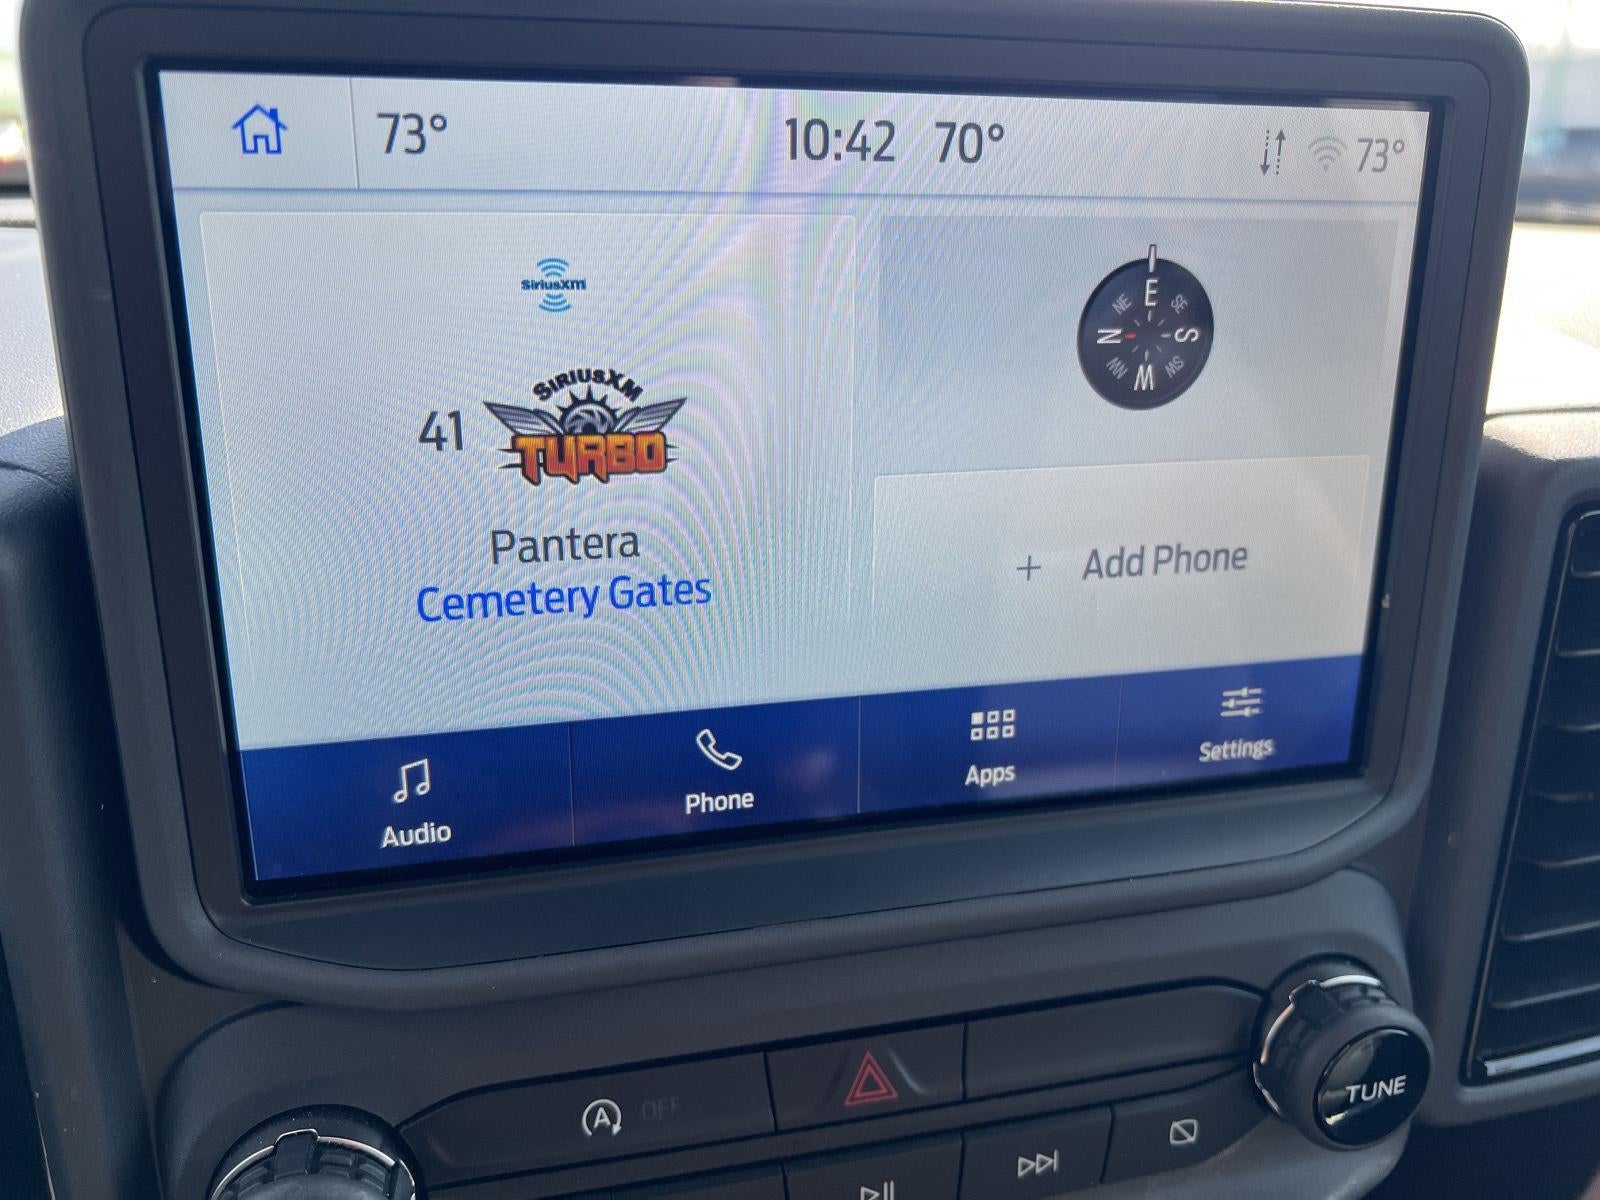 73° 10:42 70° 73°
SiriusXM
SIRIUSXM
41 TURBO
Pantera
Cemetery Gates
E
NE SE
N S
NW SW
W
+ Add Phone
Audio Phone Apps Settings
A OFF
TUNE